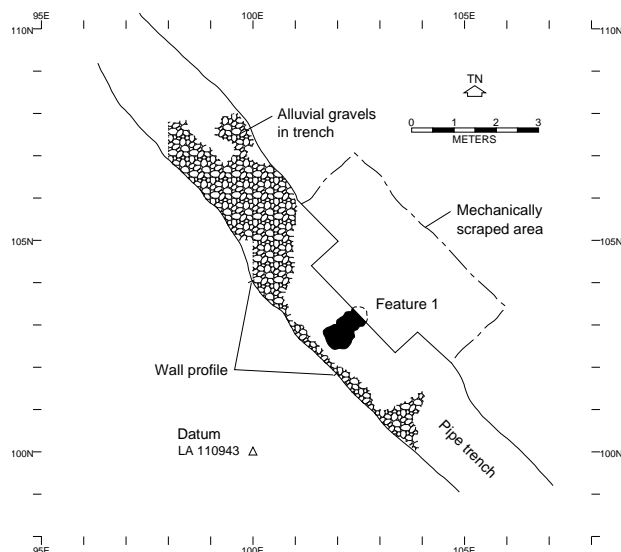 95E 100E 105E
110N 110N
TN
0 1 2 3
METERS
Alluvial gravels
in trench
Mechanically
scraped area
105N 105N
Feature 1
Wall profile
Datum
LA 110943
Pipe trench
100N 100N
95E 100E 105E